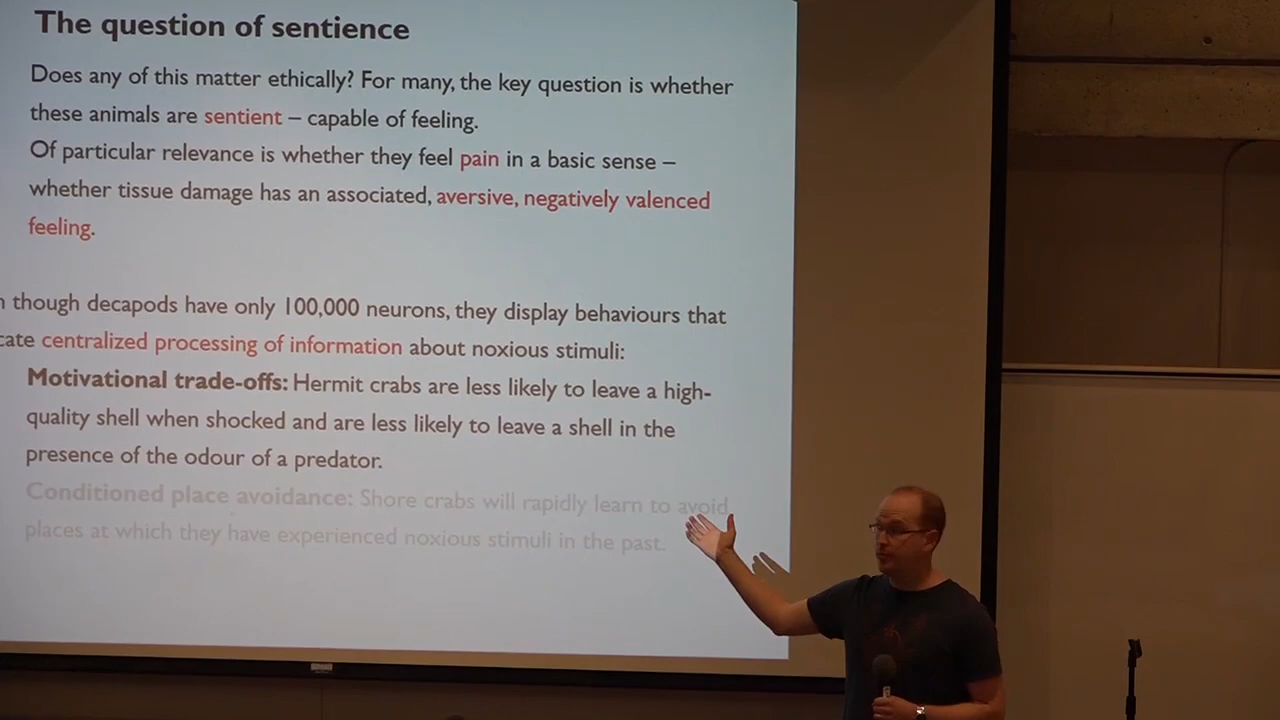 The question of sentience
Does any of this matter ethically? For many, the key question is whether
these animals are sentient – capable of feeling.
Of particular relevance is whether they feel pain in a basic sense –
whether tissue damage has an associated, aversive, negatively valenced
feeling.
though decapods have only 100,000 neurons, they display behaviours that
centralized processing of information about noxious stimuli:
Motivational trade-offs: Hermit crabs are less likely to leave a high-
quality shell when shocked and are less likely to leave a shell in the
presence of the odour of a predator.
Conditioned place avoidance: Shore crabs will rapidly learn to avoid
places at which they have experienced noxious stimuli in the past.